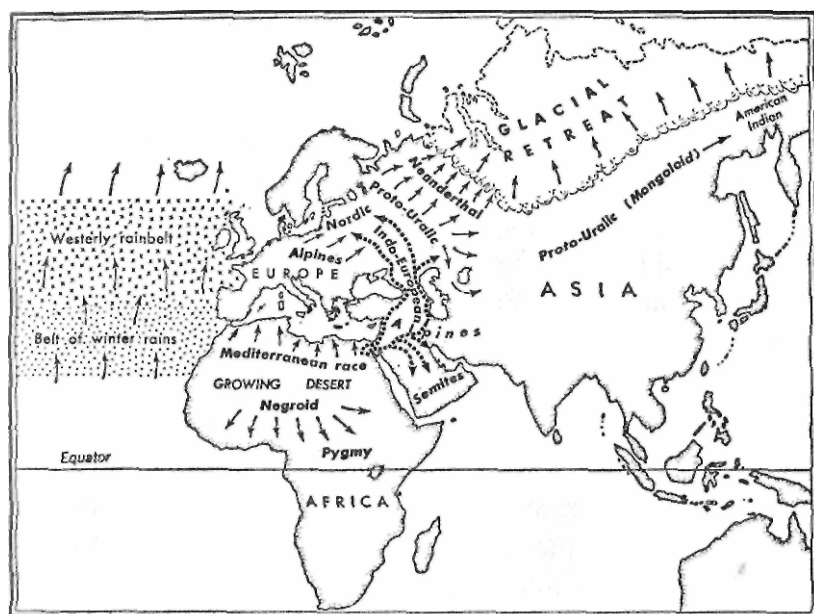 GLACIAL
RETREAT
American
Indian
Neanderthal
Proto-Uralic
Nordic
Proto-Uralic (Mongoloid)
Westerly rainbelt
Alpines
Indo-European
EUROPE
ASIA
Belt of winter rains
Alpines
Mediterranean race
GROWING DESERT
Semites
Negroid
Pygmy
Equator
AFRICA